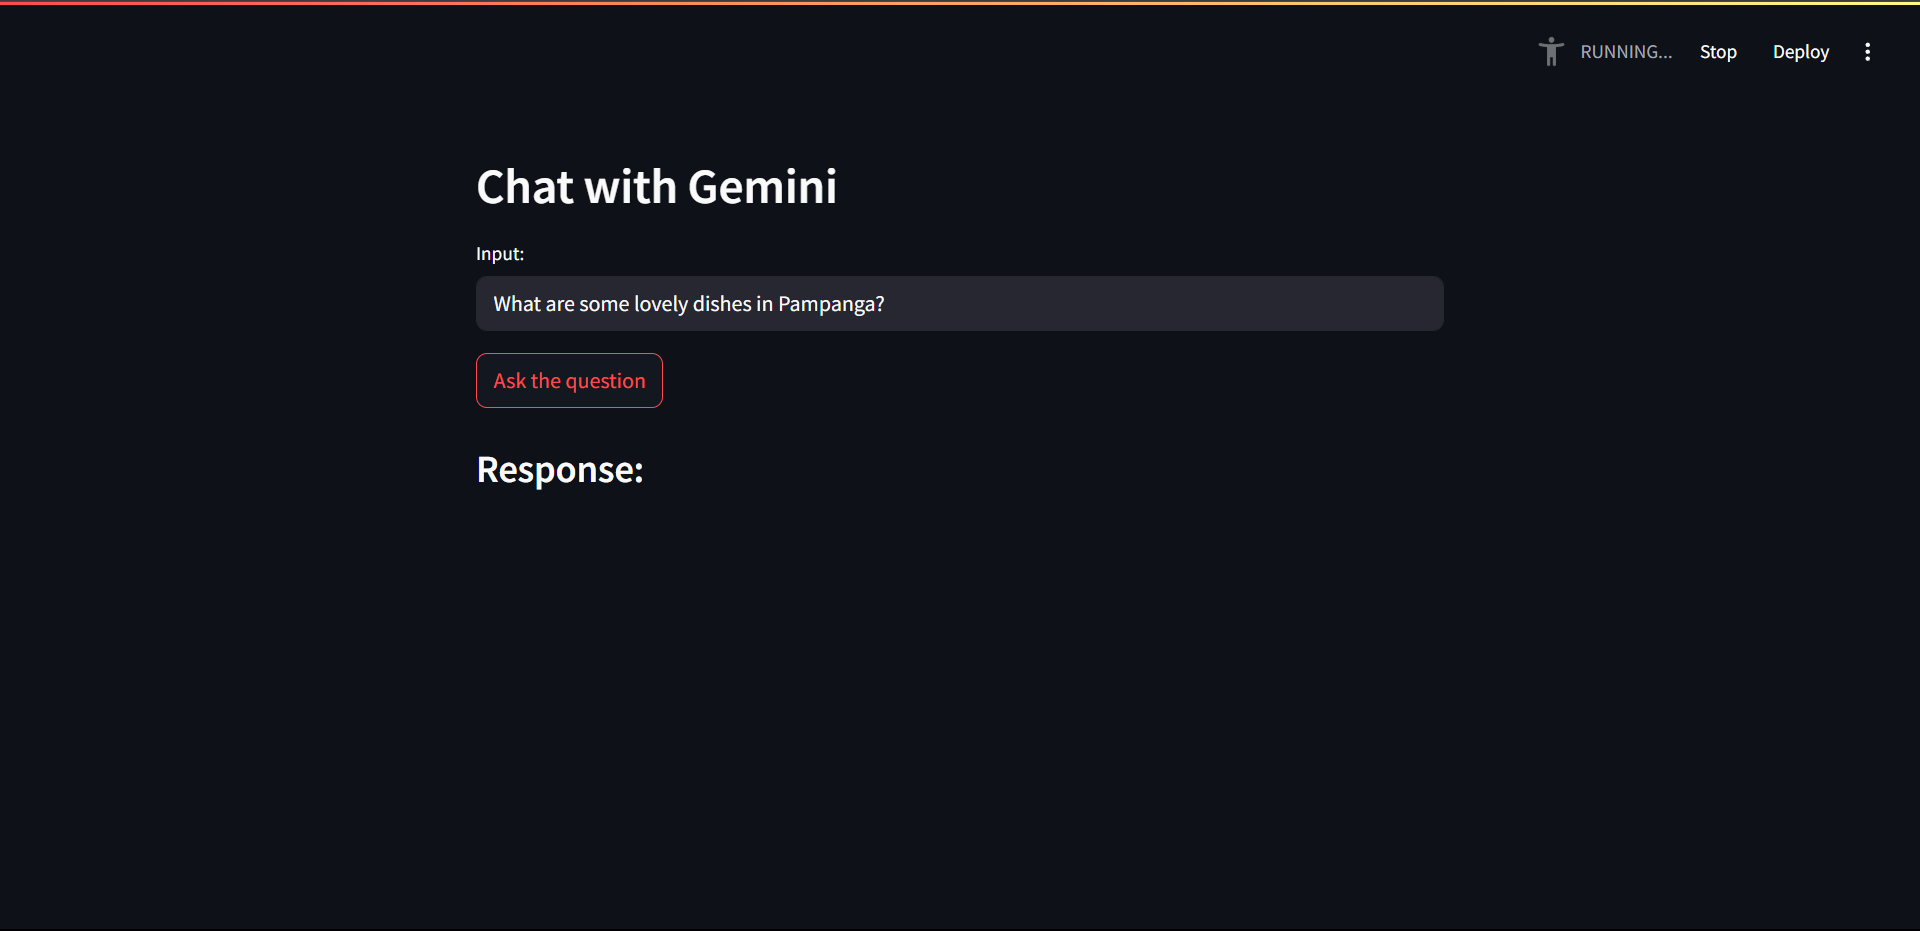 RUNNING...
Stop
Deploy
Chat with Gemini
Input:
What are some lovely dishes in Pampanga?
Ask the question
Response: